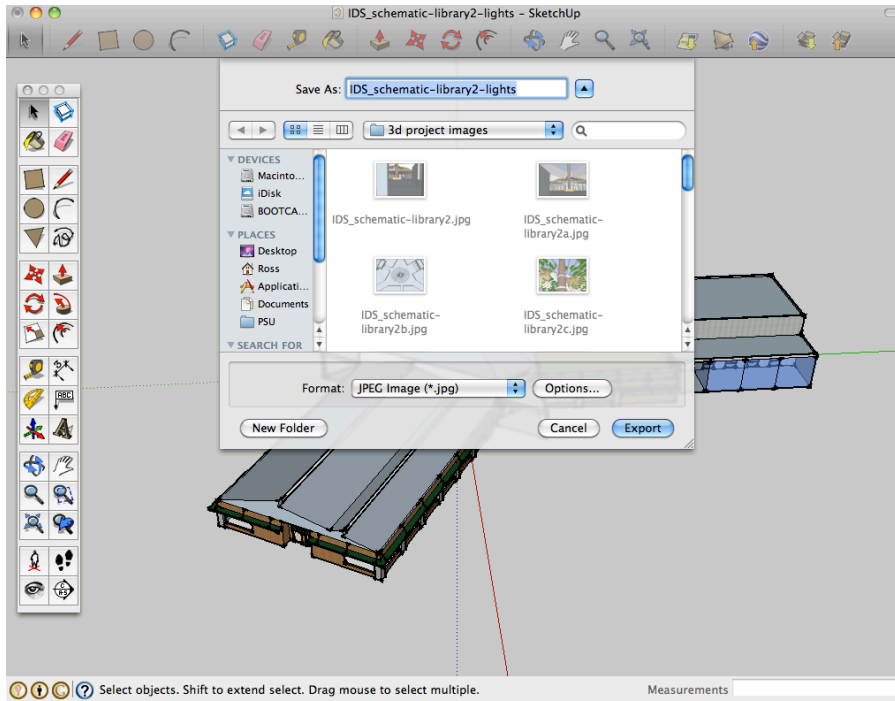 IDS_schematic-library2-lights – SketchUp
Save As: IDS_schematic-library2-lights
3d project images
▼ DEVICES
Macinto...
iDisk
BOOTCA...
▼ PLACES
Desktop
Ross
Applicati...
Documents
PSU
▼ SEARCH FOR
IDS_schematic-library2.jpg
IDS_schematic-
library2a.jpg
IDS_schematic-
library2b.jpg
IDS_schematic-
library2c.jpg
Format: JPEG Image (*.jpg)
Options...
New Folder
Cancel
Export
ABC
Select objects. Shift to extend select. Drag mouse to select multiple.
Measurements